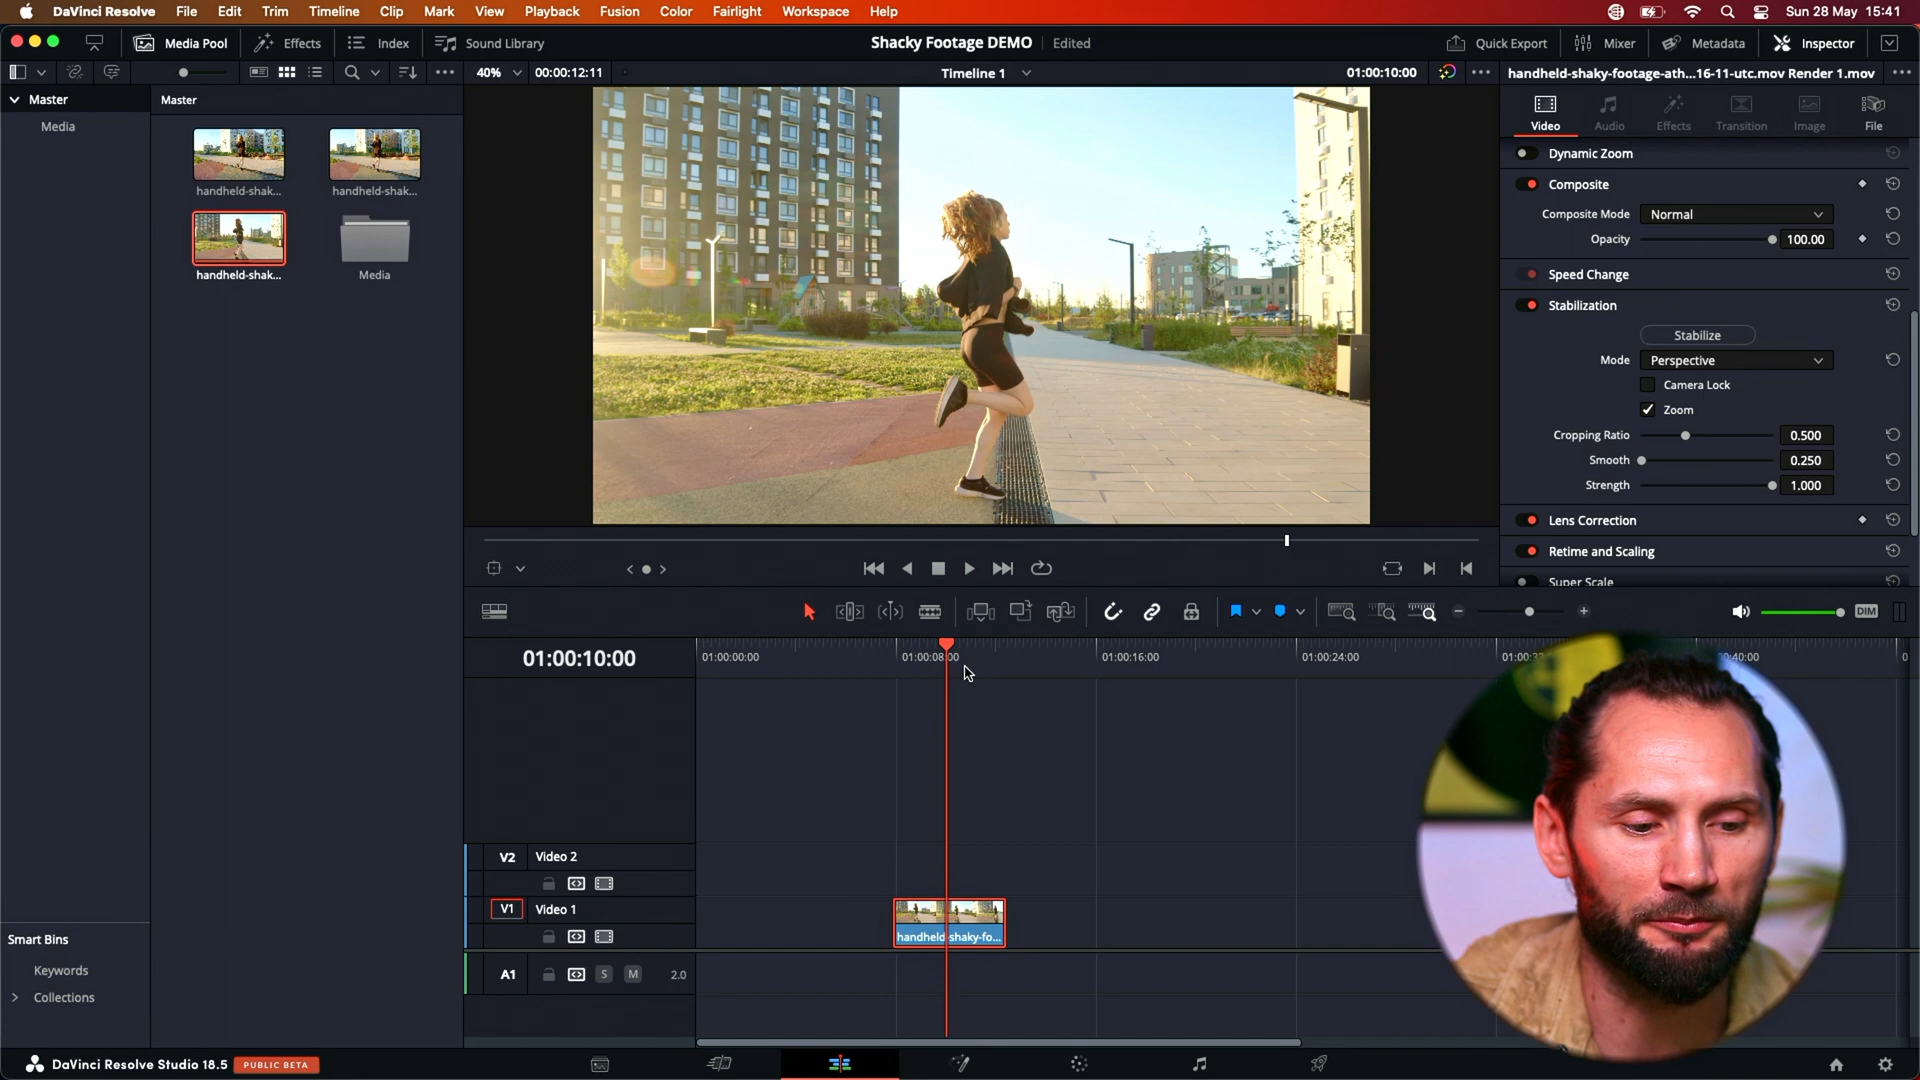 DaVinci Resolve File Edit Trim Timeline Clip Mark View Playback Fusion Color Fairlight Workspace Help Sun 28 May 15:41
Media Pool Effects Index Sound Library Shacky Footage DEMO Edited Quick Export Mixer Metadata Inspector
40% 00:00:12:11 Timeline 1 01:00:10:00 handheld-shaky-footage-ath...16-11-utc.mov Render 1.mov
Master
Media
Master
handheld-shak...
handheld-shak...
handheld-shak...
Media
Video Audio Effects Transition Image File
Dynamic Zoom
Composite
Composite Mode Normal
Opacity 100.00
Speed Change
Stabilization
Stabilize
Mode Perspective
Camera Lock
Zoom
Cropping Ratio 0.500
Smooth 0.250
Strength 1.000
Lens Correction
Retime and Scaling
Super Scale
DIM
01:00:10:00
01:00:00:00 01:00:08:00 01:00:16:00 01:00:24:00
V2 Video 2
V1 Video 1
handheld-shaky-fo...
A1 S M 2.0
Smart Bins
Keywords
Collections
DaVinci Resolve Studio 18.5 PUBLIC BETA